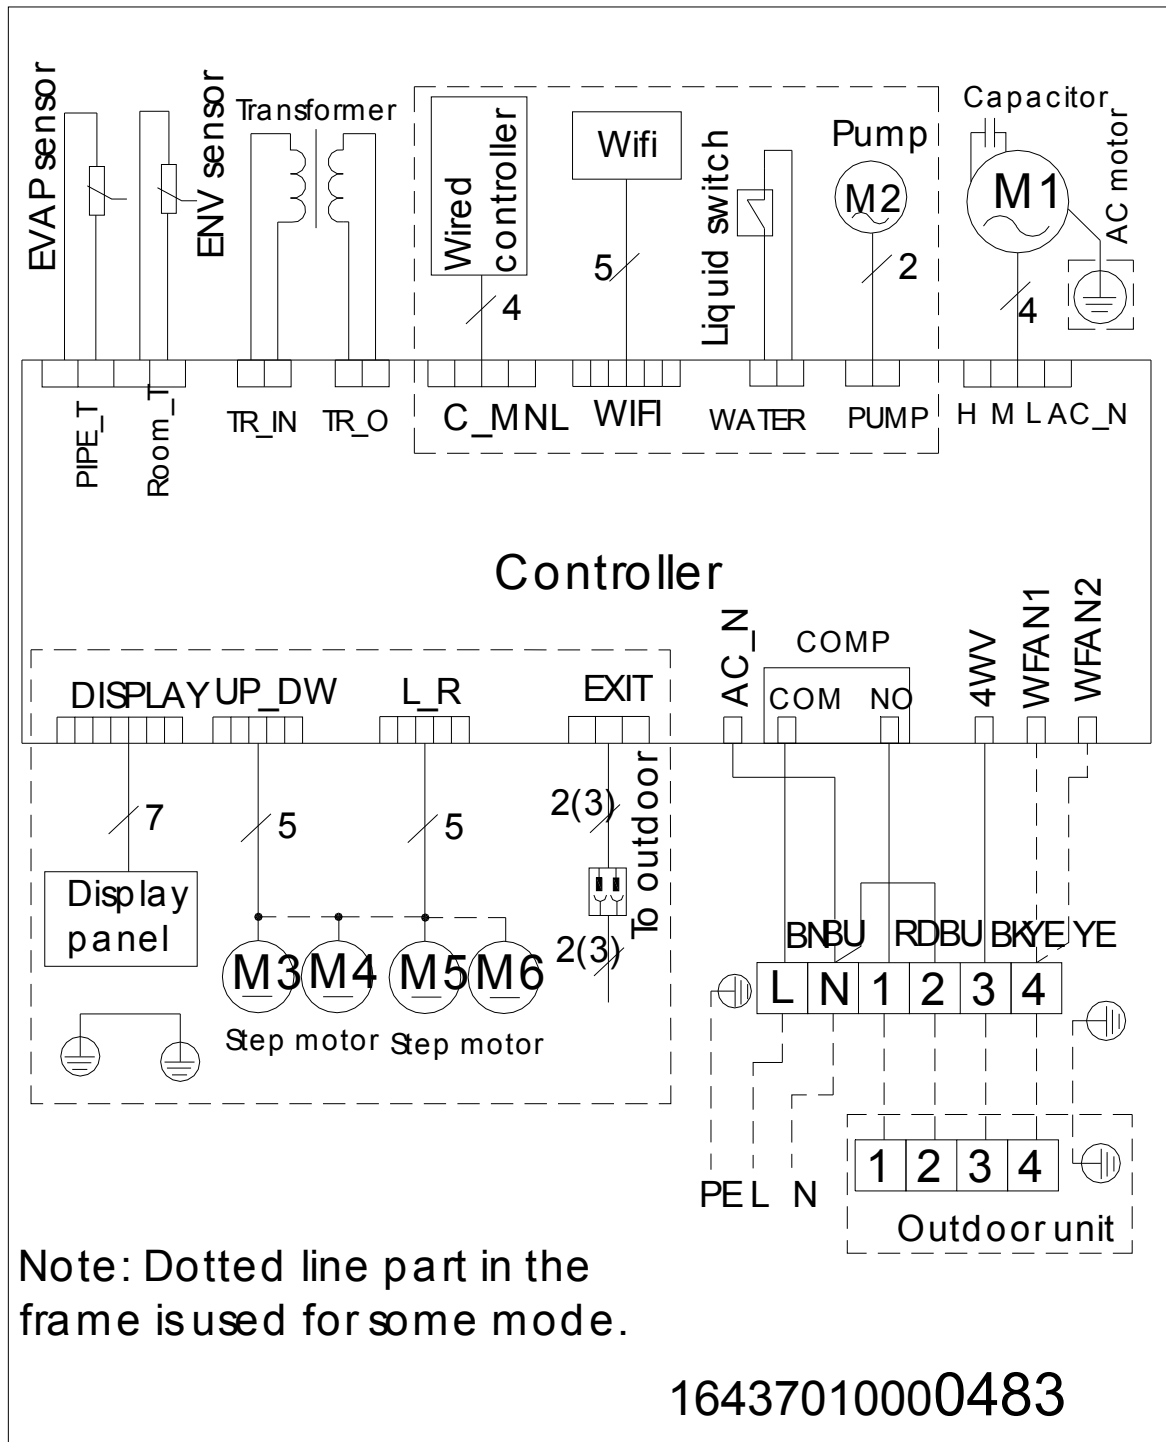 EVAP sensor
ENV sensor
Transformer
Wired
controller
Wifi
Liquid switch
Pump
M2
Capacitor
M1
AC motor
4
5
2
4
PIPE_T
Room_T
TR_IN
TR_O
C_MNL
WIFI
WATER
PUMP
H M L AC_N
Controller
DISPLAY
UP_DW
L_R
EXIT
AC_N
COMP
COM
NO
4WV
WFAN1
WFAN2
7
5
5
2(3)
To outdoor
2(3)
Display
panel
M3
M4
M5
M6
Step motor
Step motor
BN
BU
RD
BU
BK
YE
YE
L N 1 2 3 4
PE L N
1 2 3 4
Outdoor unit
Note: Dotted line part in the
frame is used for some mode.
16437010000483